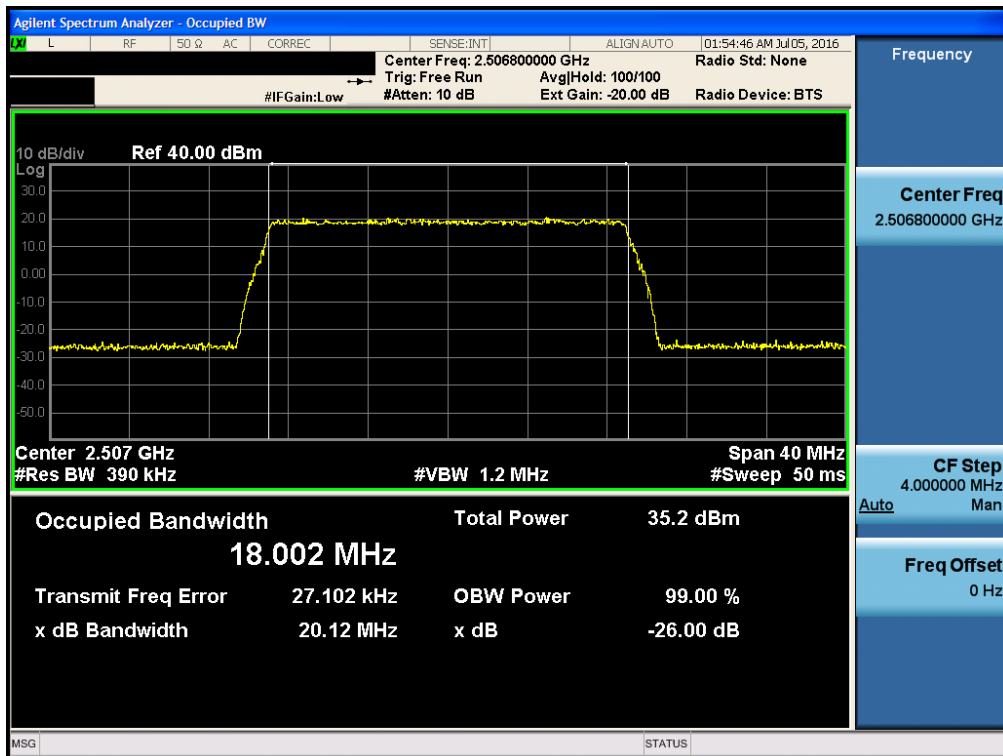 Agilent Spectrum Analyzer - Occupied BW
LXI L RF 50 Ω AC CORREC SENSE:INT ALIGN AUTO 01:54:46 AM Jul 05, 2016
Center Freq: 2.506800000 GHz Radio Std: None
Trig: Free Run Avg|Hold: 100/100
#IFGain:Low #Atten: 10 dB Ext Gain: -20.00 dB Radio Device: BTS
10 dB/div Ref 40.00 dBm
Log
30.0
20.0
10.0
0.00
-10.0
-20.0
-30.0
-40.0
-50.0
Center 2.507 GHz Span 40 MHz
#Res BW 390 kHz #VBW 1.2 MHz #Sweep 50 ms
Occupied Bandwidth Total Power 35.2 dBm
18.002 MHz
Transmit Freq Error 27.102 kHz OBW Power 99.00 %
x dB Bandwidth 20.12 MHz x dB -26.00 dB
MSG STATUS
Frequency
Center Freq
2.506800000 GHz
CF Step
4.000000 MHz
Auto Man
Freq Offset
0 Hz